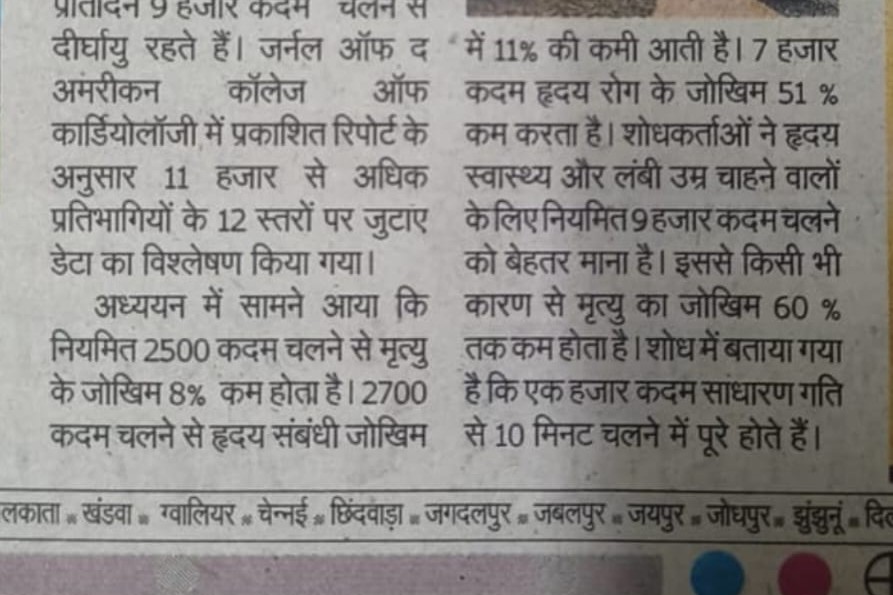 प्रतिदिन 9 हजार कदम चलने से
दीर्घायु रहते हैं। जर्नल ऑफ द
अमरीकन कॉलेज ऑफ
कार्डियोलॉजी में प्रकाशित रिपोर्ट के
अनुसार 11 हजार से अधिक
प्रतिभागियों के 12 स्तरों पर जुटाए
डेटा का विश्लेषण किया गया।
अध्ययन में सामने आया कि
नियमित 2500 कदम चलने से मृत्यु
के जोखिम 8% कम होता है। 2700
कदम चलने से हृदय संबंधी जोखिम
में 11% की कमी आती है। 7 हजार
कदम हृदय रोग के जोखिम 51 %
कम करता है। शोधकर्ताओं ने हृदय
स्वास्थ्य और लंबी उम्र चाहने वालों
के लिए नियमित 9 हजार कदम चलने
को बेहतर माना है। इससे किसी भी
कारण से मृत्यु का जोखिम 60 %
तक कम होता है। शोध में बताया गया
है कि एक हजार कदम साधारण गति
से 10 मिनट चलने में पूरे होते हैं।
लकाता ॰ खंडवा ॰ ग्वालियर ॰ चेन्नई ॰ छिंदवाड़ा ॰ जगदलपुर ॰ जबलपुर ॰ जयपुर ॰ जोधपुर ॰ झुंझुनूं ॰